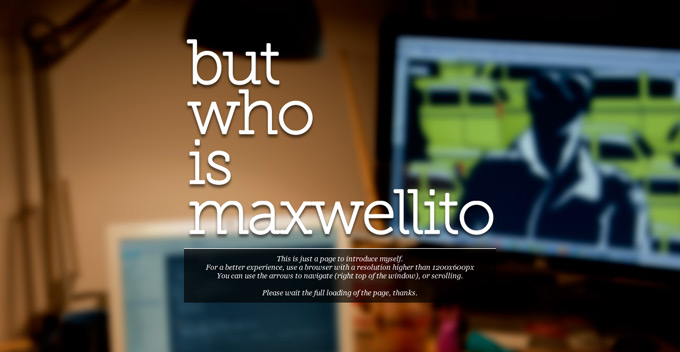 but
who
is
maxwellito
This is just a page to introduce myself.
For a better experience, use a browser with a resolution higher than 1200x600px
You can use the arrows to navigate (right top of the window), or scrolling.
Please wait the full loading of the page, thanks.